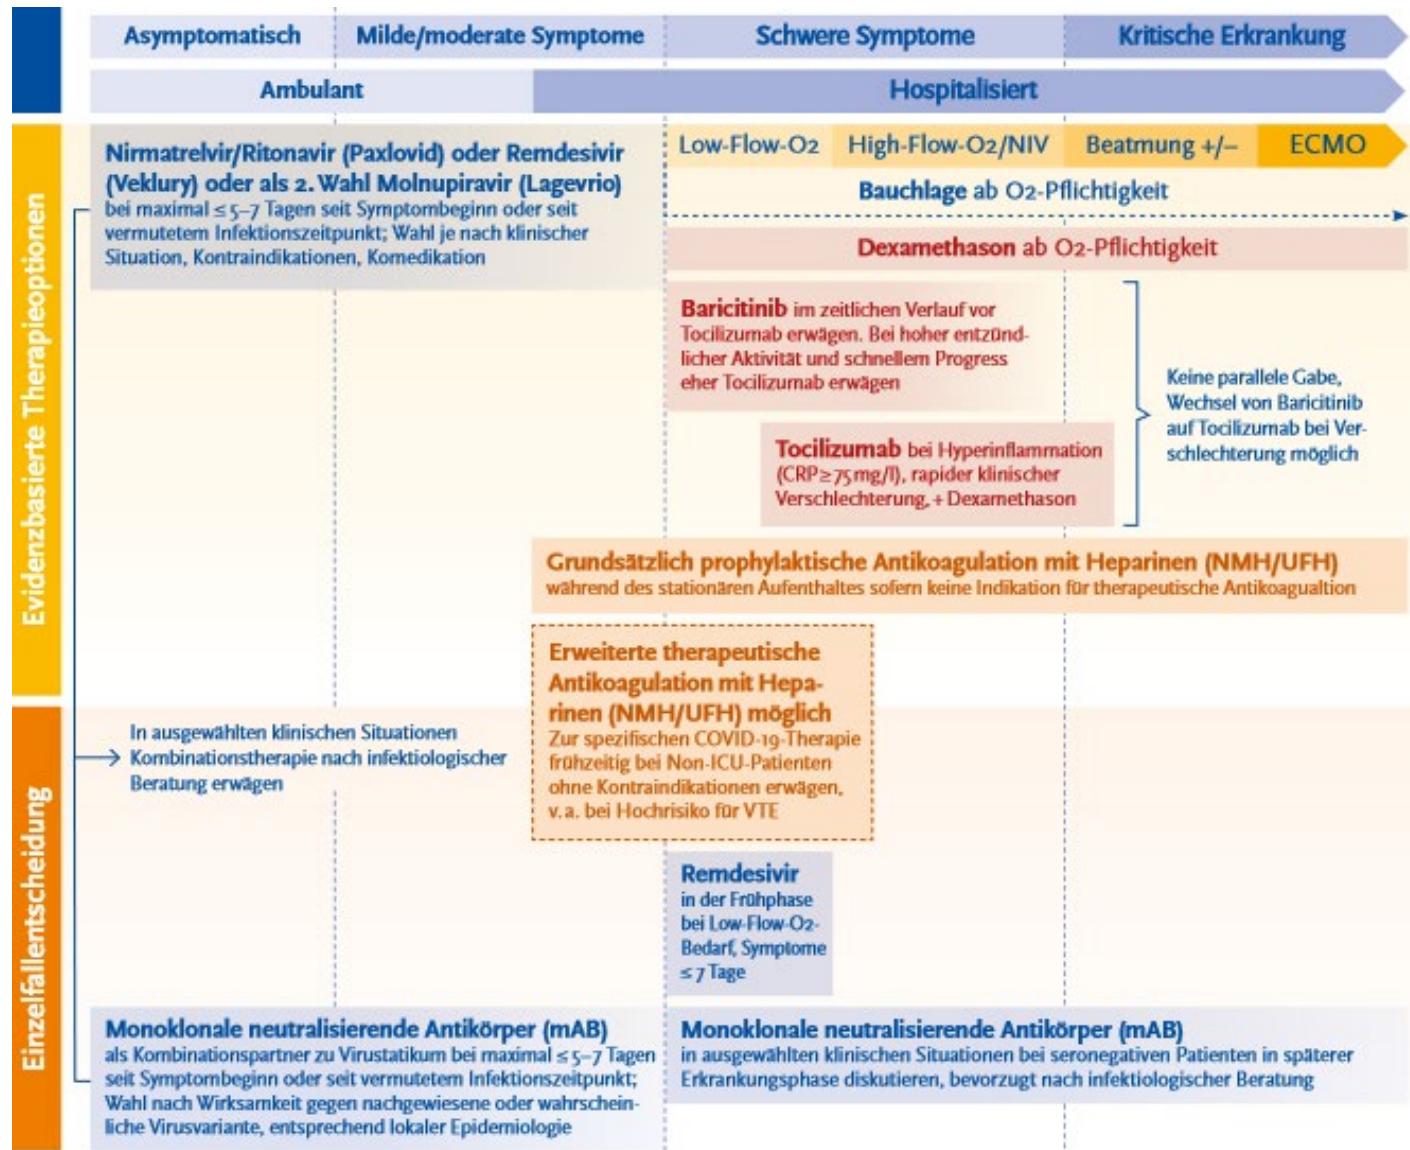 Asymptomatisch
Milde/moderate Symptome
Schwere Symptome
Kritische Erkrankung
Ambulant
Hospitalisiert
Evidenzbasierte Therapieoptionen
Nirmatrelvir/Ritonavir (Paxlovid) oder Remdesivir
(Veklury) oder als 2. Wahl Molnupiravir (Lagevrio)
bei maximal ≤ 5–7 Tagen seit Symptombeginn oder seit
vermutetem Infektionszeitpunkt; Wahl je nach klinischer
Situation, Kontraindikationen, Komedikation
Low-Flow-O2
High-Flow-O2/NIV
Beatmung +/–
ECMO
Bauchlage ab O2-Pflichtigkeit
Dexamethason ab O2-Pflichtigkeit
Baricitinib im zeitlichen Verlauf vor
Tocilizumab erwägen. Bei hoher entzünd-
licher Aktivität und schnellem Progress
eher Tocilizumab erwägen
Keine parallele Gabe,
Wechsel von Baricitinib
auf Tocilizumab bei Ver-
schlechterung möglich
Tocilizumab bei Hyperinflammation
(CRP ≥ 75 mg/l), rapider klinischer
Verschlechterung, + Dexamethason
Grundsätzlich prophylaktische Antikoagulation mit Heparinen (NMH/UFH)
während des stationären Aufenthaltes sofern keine Indikation für therapeutische Antikoagualtion
Erweiterte therapeutische
Antikoagulation mit Hepa-
rinen (NMH/UFH) möglich
Zur spezifischen COVID-19-Therapie
frühzeitig bei Non-ICU-Patienten
ohne Kontraindikationen erwägen,
v. a. bei Hochrisiko für VTE
Einzelfallentscheidung
In ausgewählten klinischen Situationen
Kombinationstherapie nach infektiologischer
Beratung erwägen
Remdesivir
in der Frühphase
bei Low-Flow-O2-
Bedarf, Symptome
≤ 7 Tage
Monoklonale neutralisierende Antikörper (mAB)
als Kombinationspartner zu Virustatikum bei maximal ≤ 5–7 Tagen
seit Symptombeginn oder seit vermutetem Infektionszeitpunkt;
Wahl nach Wirksamkeit gegen nachgewiesene oder wahrschein-
liche Virusvariante, entsprechend lokaler Epidemiologie
Monoklonale neutralisierende Antikörper (mAB)
in ausgewählten klinischen Situationen bei seronegativen Patienten in späterer
Erkrankungsphase diskutieren, bevorzugt nach infektiologischer Beratung